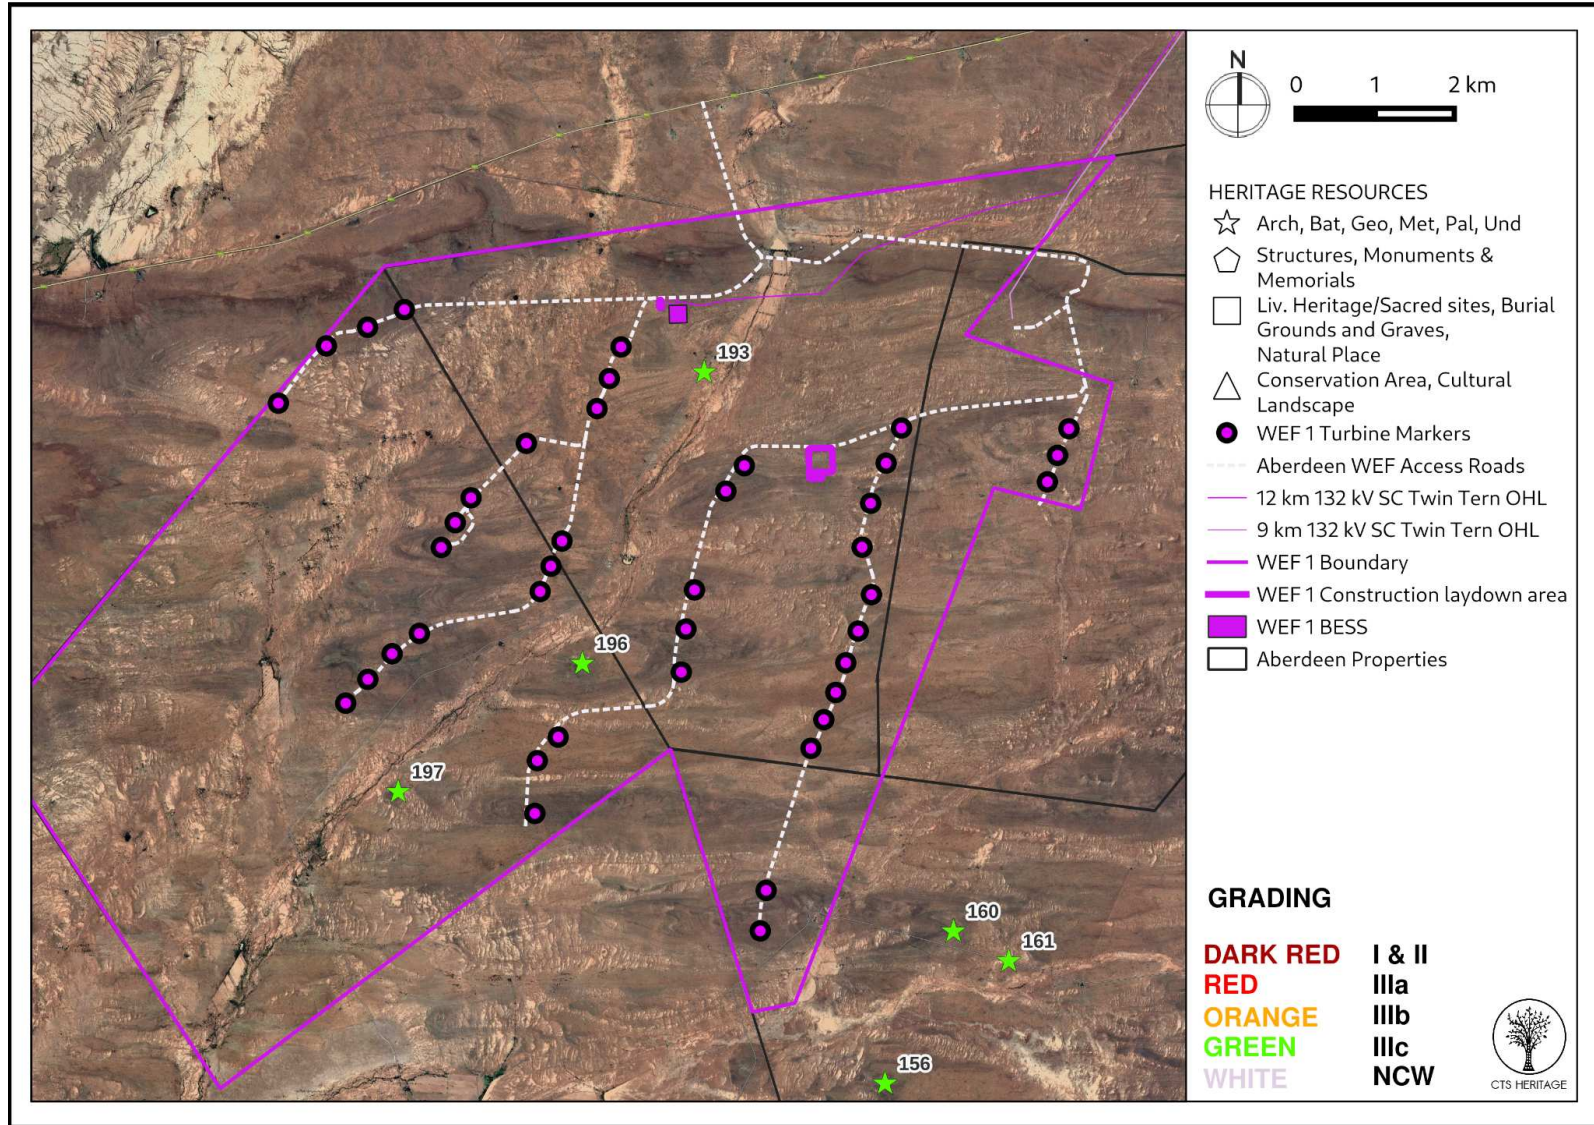 N
0 1 2 km
HERITAGE RESOURCES
Arch, Bat, Geo, Met, Pal, Und
Structures, Monuments &
Memorials
Liv. Heritage/Sacred sites, Burial
Grounds and Graves,
Natural Place
Conservation Area, Cultural
Landscape
WEF 1 Turbine Markers
Aberdeen WEF Access Roads
12 km 132 kV SC Twin Tern OHL
9 km 132 kV SC Twin Tern OHL
WEF 1 Boundary
WEF 1 Construction laydown area
WEF 1 BESS
Aberdeen Properties
193
196
197
160
161
156
GRADING
DARK RED I & II
RED IIIa
ORANGE IIIb
GREEN IIIc
WHITE NCW
CTS HERITAGE